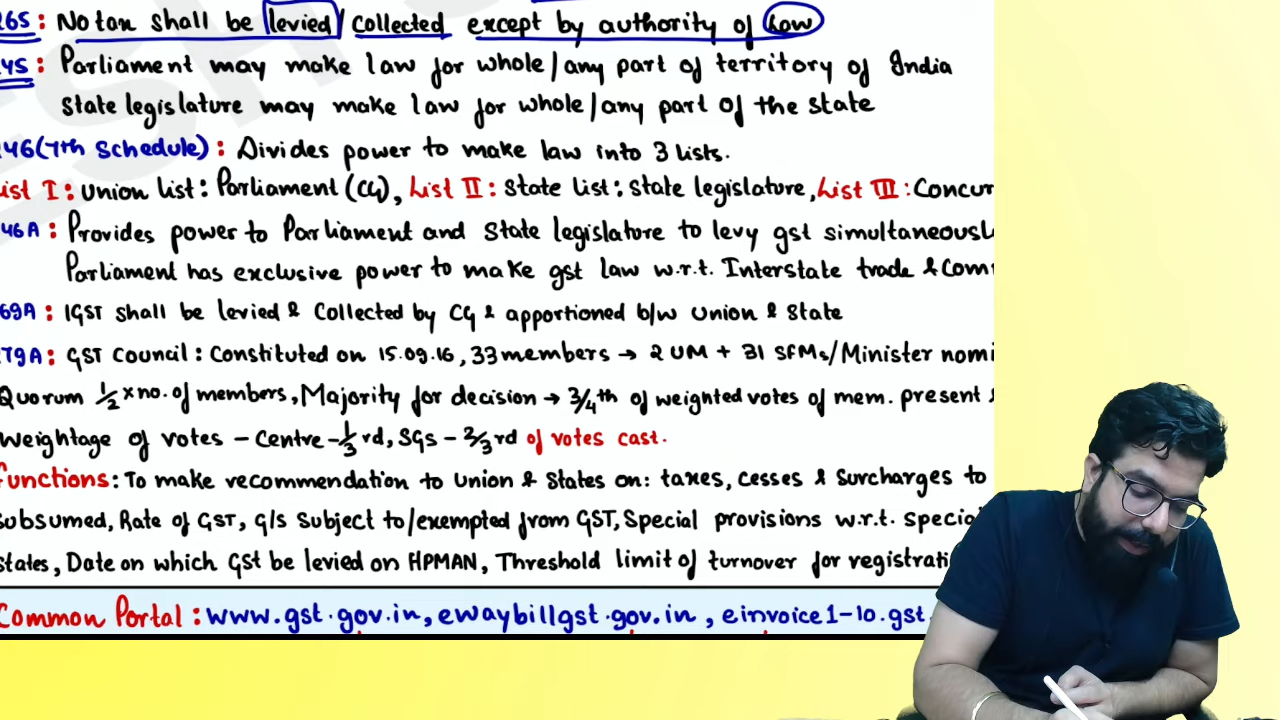 265: No tax shall be levied/collected except by authority of Law
245: Parliament may make law for whole/any part of territory of India
State legislature may make law for whole/any part of the state
246(7th Schedule): Divides power to make law into 3 lists.
List I: Union list: Parliament (CG), List II: State list: State legislature, List III: Concur
246A: Provides power to Parliament and State legislature to levy gst simultaneousl
Parliament has exclusive power to make gst law w.r.t. Interstate trade & Com
69A: IGST shall be levied & Collected by CG & apportioned b/w Union & State
279A: GST Council: Constituted on 15.09.16, 33 members → 2 UM + 31 SFMs/Minister nomi
Quorum 1/2 x no. of members, Majority for decision → 3/4th of weighted votes of mem. present &
Weightage of votes - Centre - 1/3rd, SGs - 2/3rd of votes cast.
Functions: To make recommendation to Union & States on: taxes, cesses & surcharges to
subsumed, Rate of GST, G/S Subject to/exempted from GST, Special provisions w.r.t. specia
States, Date on which GST be levied on HPMAN, Threshold limit of turnover for registrati
Common Portal: www.gst.gov.in, ewaybillgst.gov.in, einvoice1-10.gst.